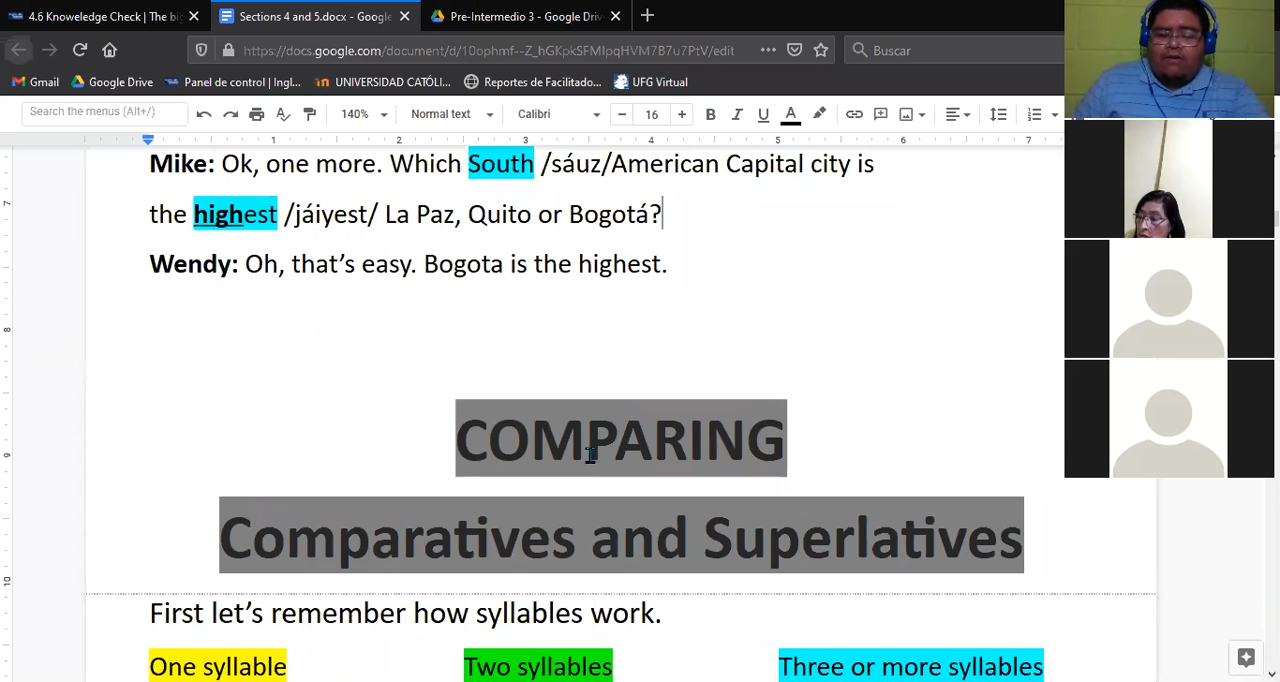 4.6 Knoweledge Check | The big
Sections 4 and 5.docx - Google
Pre-Intermedio 3 - Google Driv
https://docs.google.com/document/d/10ophmf--Z_hGKpkSFMIpqHVM7B7u7PtV/edit
Buscar
Gmail
Google Drive
Panel de control | Ingl...
UNIVERSIDAD CATÓLI...
Reportes de Facilitado...
UFG Virtual
Search the menus (Alt+/)
140%
Normal text
Calibri
16
Mike: Ok, one more. Which South /sáuz/American Capital city is
the highest /jáiyest/ La Paz, Quito or Bogotá?
Wendy: Oh, that's easy. Bogota is the highest.
COMPARING
Comparatives and Superlatives
First let's remember how syllables work.
One syllable
Two syllables
Three or more syllables